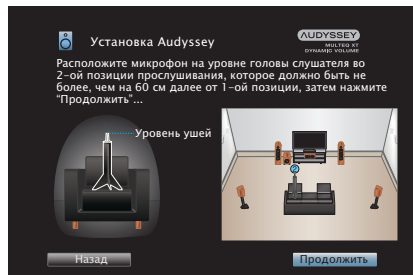 Установка Audyssey
AUDYSSEY
MULTEQ XT
DYNAMIC VOLUME
Расположите микрофон на уровне головы слушателя во
2-ой позиции прослушивания, которое должно быть не
более, чем на 60 см далее от 1-ой позиции, затем нажмите
"Продолжить"...
Уровень ушей
2
Назад
Продолжить